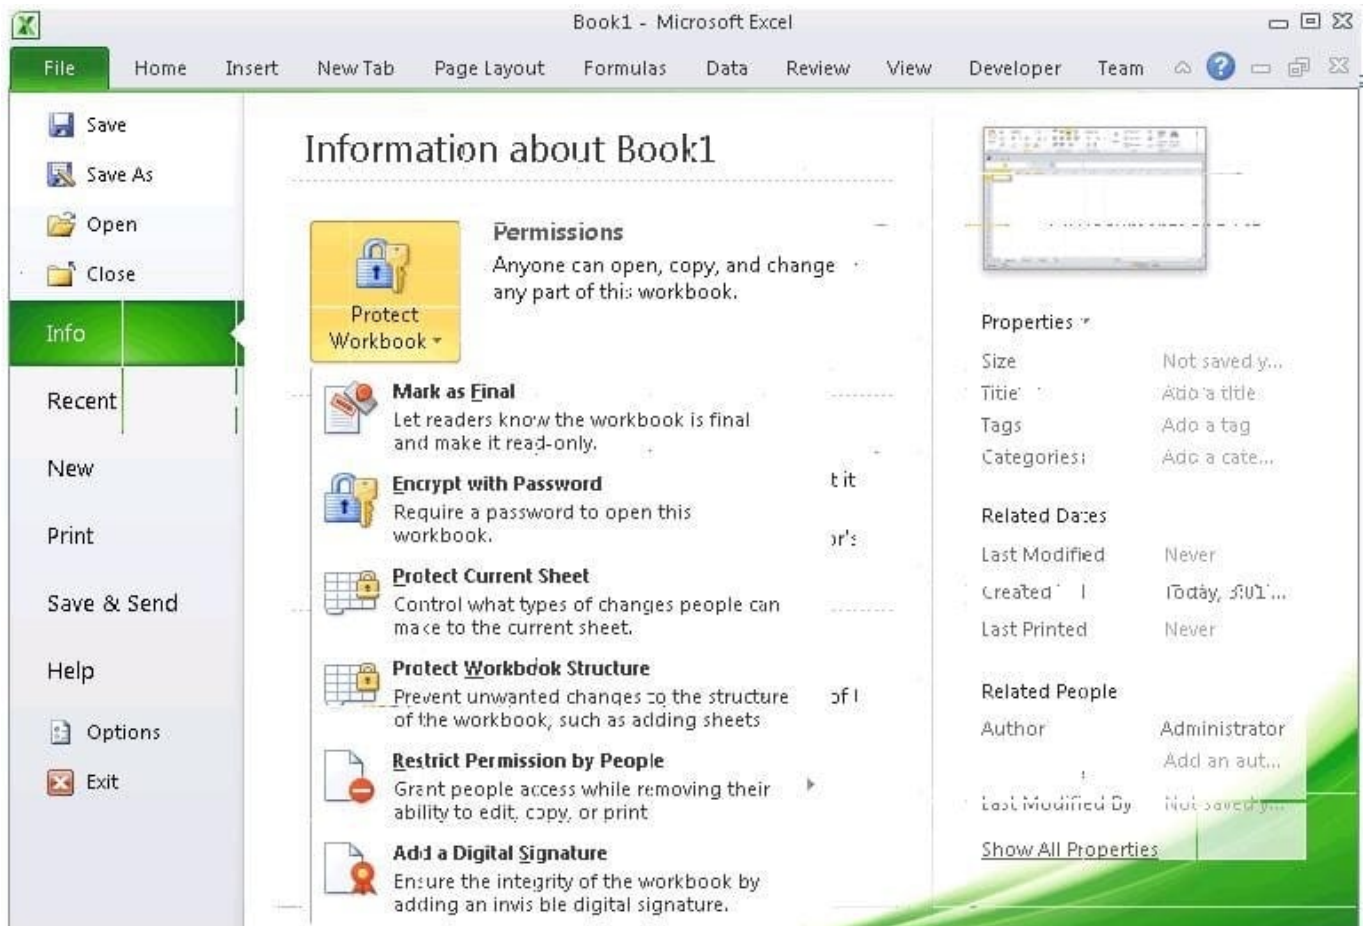 Book1 - Microsoft Excel
File Home Insert New Tab Page Layout Formulas Data Review View Developer Team
Save
Save As
Open
Close
Info
Recent
New
Print
Save & Send
Help
Options
Exit
Information about Book1
Protect
Workbook
Permissions
Anyone can open, copy, and change
any part of this workbook.
Mark as Final
Let readers know the workbook is final
and make it read-only.
Encrypt with Password
Require a password to open this
workbook.
Protect Current Sheet
Control what types of changes people can
make to the current sheet.
Protect Workbook Structure
Prevent unwanted changes to the structure
of the workbook, such as adding sheets
Restrict Permission by People
Grant people access while removing their
ability to edit, copy, or print
Add a Digital Signature
Ensure the integrity of the workbook by
adding an invisible digital signature.
t it
or's
of
Properties
Size Not saved y...
Title Add a title
Tags Add a tag
Categories Add a cate...
Related Dates
Last Modified Never
Created Today, 3:01...
Last Printed Never
Related People
Author Administrator
Add an aut...
Last Modified By Not saved y...
Show All Properties